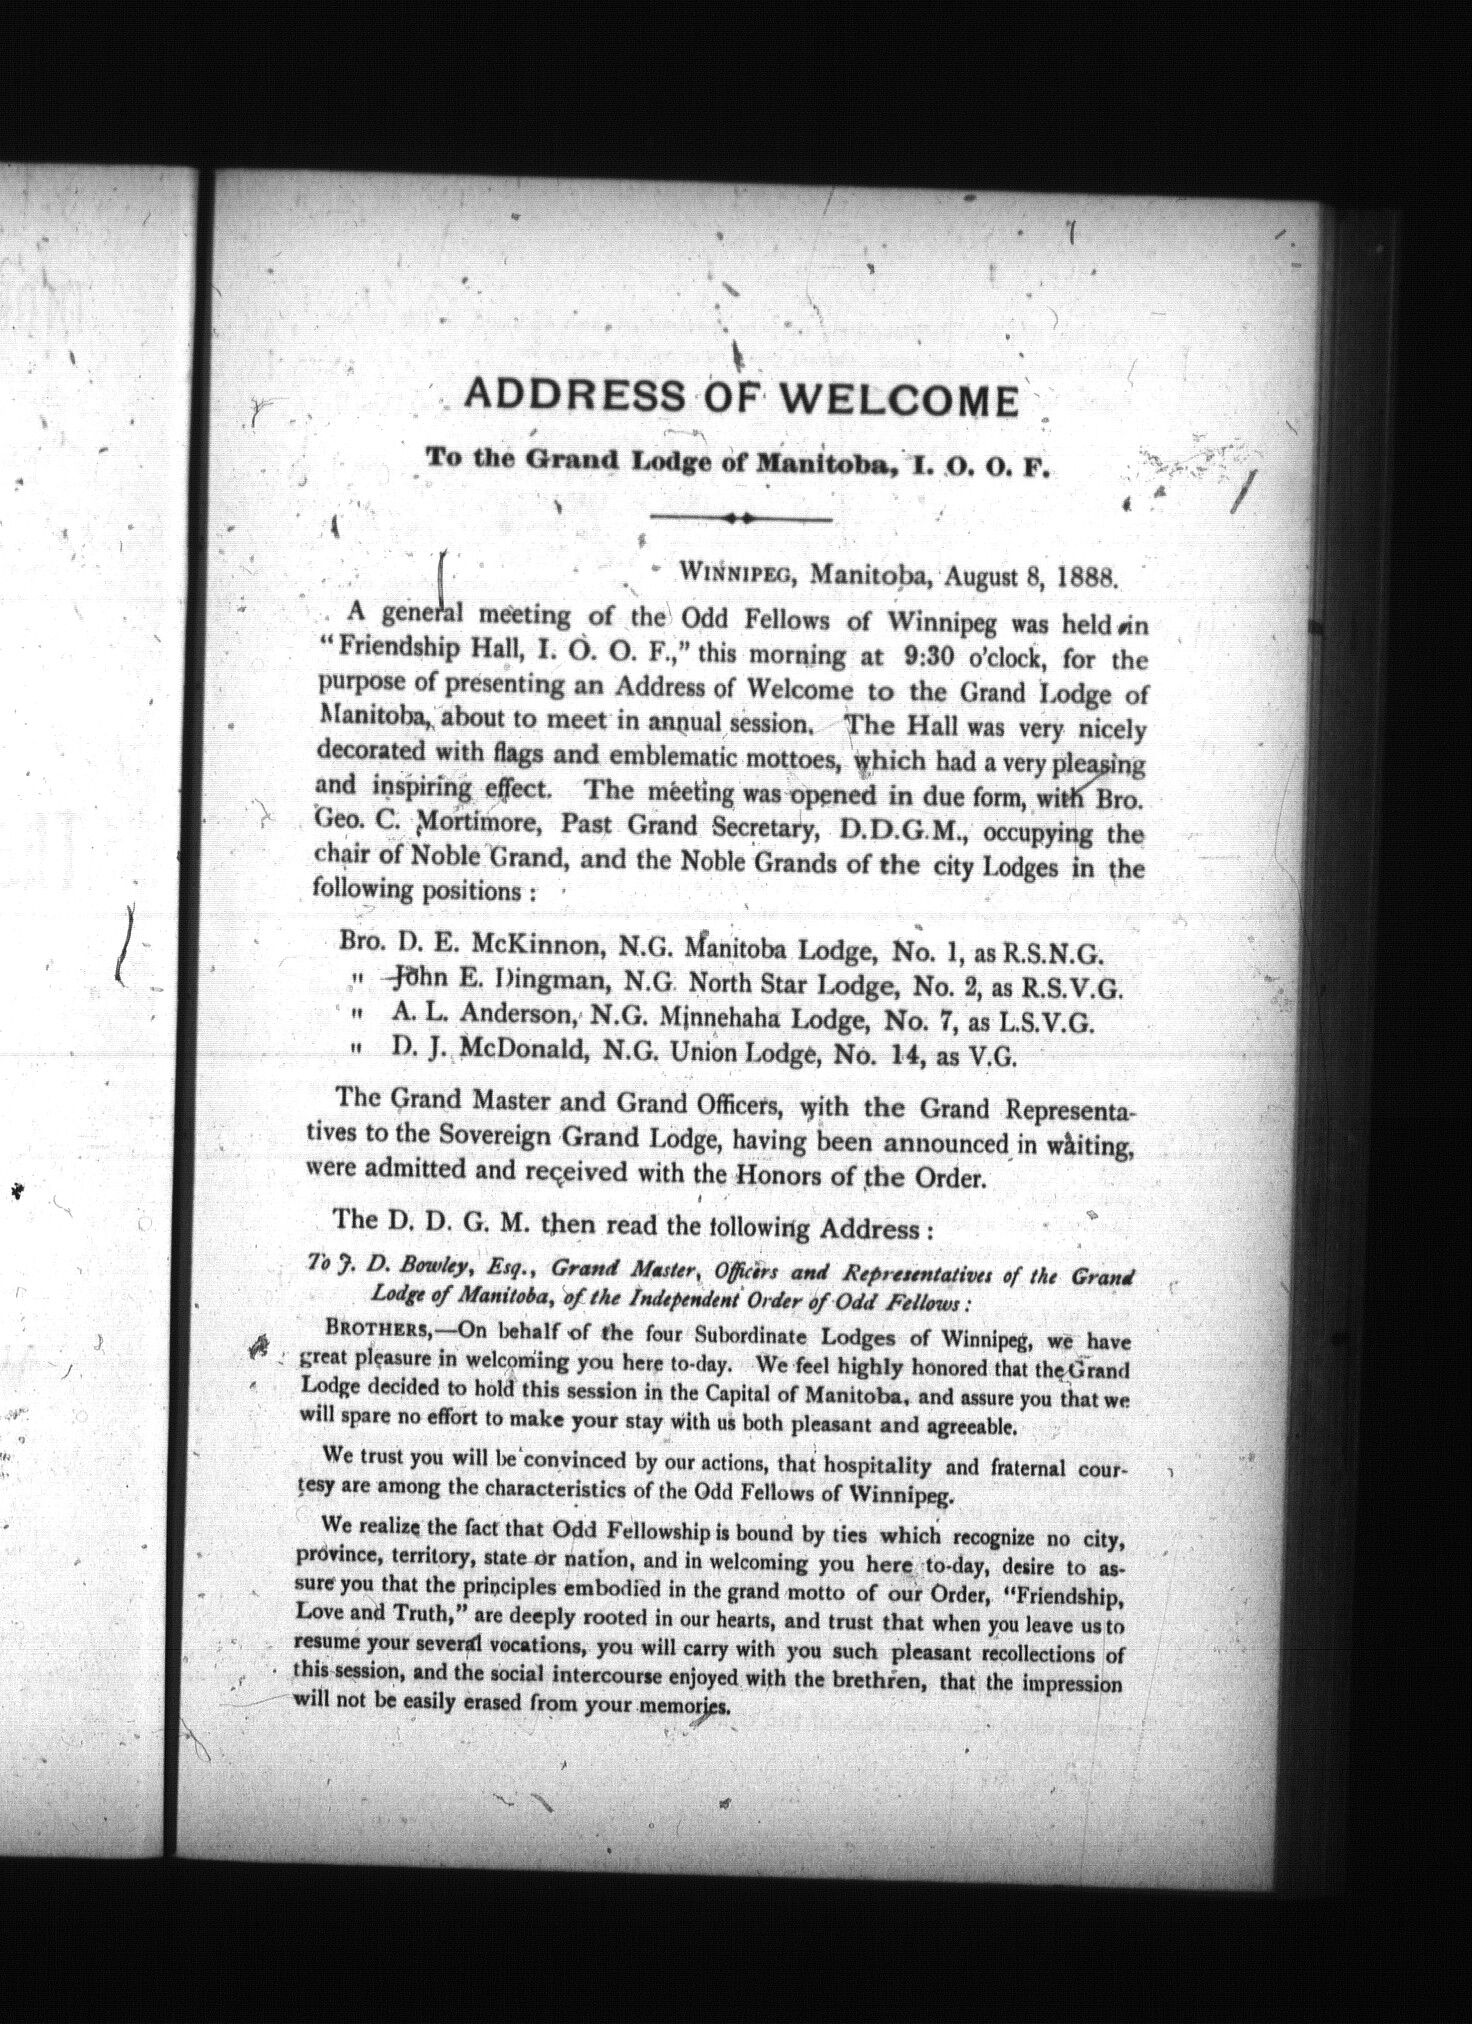 ADDRESS OF WELCOME
To the Grand Lodge of Manitoba, I. O. O. F.
WINNIPEG, Manitoba, August 8, 1888.
A general meeting of the Odd Fellows of Winnipeg was held in
"Friendship Hall, I. O. O. F.," this morning at 9:30 o'clock, for the
purpose of presenting an Address of Welcome to the Grand Lodge of
Manitoba, about to meet in annual session. The Hall was very nicely
decorated with flags and emblematic mottoes, which had a very pleasing
and inspiring effect. The meeting was opened in due form, with Bro.
Geo. C. Mortimore, Past Grand Secretary, D.D.G.M., occupying the
chair of Noble Grand, and the Noble Grands of the city Lodges in the
following positions :
Bro. D. E. McKinnon, N.G. Manitoba Lodge, No. 1, as R.S.N.G.
" John E. Dingman, N.G. North Star Lodge, No. 2, as R.S.V.G.
" A. L. Anderson, N.G. Minnehaha Lodge, No. 7, as L.S.V.G.
" D. J. McDonald, N.G. Union Lodge, No. 14, as V.G.
The Grand Master and Grand Officers, with the Grand Representa-
tives to the Sovereign Grand Lodge, having been announced in waiting,
were admitted and received with the Honors of the Order.
The D. D. G. M. then read the following Address :
To J. D. Bowley, Esq., Grand Master, Officers and Representatives of the Grand
Lodge of Manitoba, of the Independent Order of Odd Fellows :
BROTHERS,—On behalf of the four Subordinate Lodges of Winnipeg, we have
great pleasure in welcoming you here to-day. We feel highly honored that the Grand
Lodge decided to hold this session in the Capital of Manitoba, and assure you that we
will spare no effort to make your stay with us both pleasant and agreeable.
We trust you will be convinced by our actions, that hospitality and fraternal cour-
tesy are among the characteristics of the Odd Fellows of Winnipeg.
We realize the fact that Odd Fellowship is bound by ties which recognize no city,
province, territory, state or nation, and in welcoming you here to-day, desire to as-
sure you that the principles embodied in the grand motto of our Order, "Friendship,
Love and Truth," are deeply rooted in our hearts, and trust that when you leave us to
resume your several vocations, you will carry with you such pleasant recollections of
this session, and the social intercourse enjoyed with the brethren, that the impression
will not be easily erased from your memories.